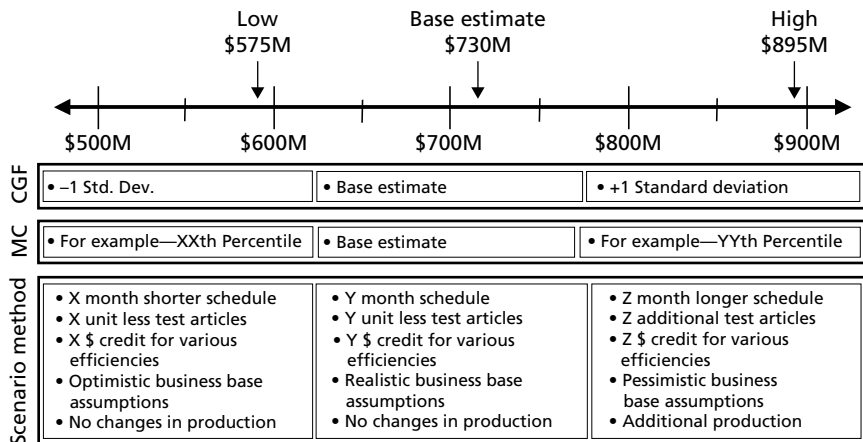 Low
$575M
Base estimate
$730M
High
$895M
$500M
$600M
$700M
$800M
$900M
CGF
• –1 Std. Dev.
• Base estimate
• +1 Standard deviation
MC
• For example—XXth Percentile
• Base estimate
• For example—YYth Percentile
Scenario method
• X month shorter schedule
• X unit less test articles
• X $ credit for various
efficiencies
• Optimistic business base
assumptions
• No changes in production
• Y month schedule
• Y unit less test articles
• Y $ credit for various
efficiencies
• Realistic business base
assumptions
• No changes in production
• Z month longer schedule
• Z additional test articles
• Z $ credit for various
efficiencies
• Pessimistic business
base assumptions
• Additional production